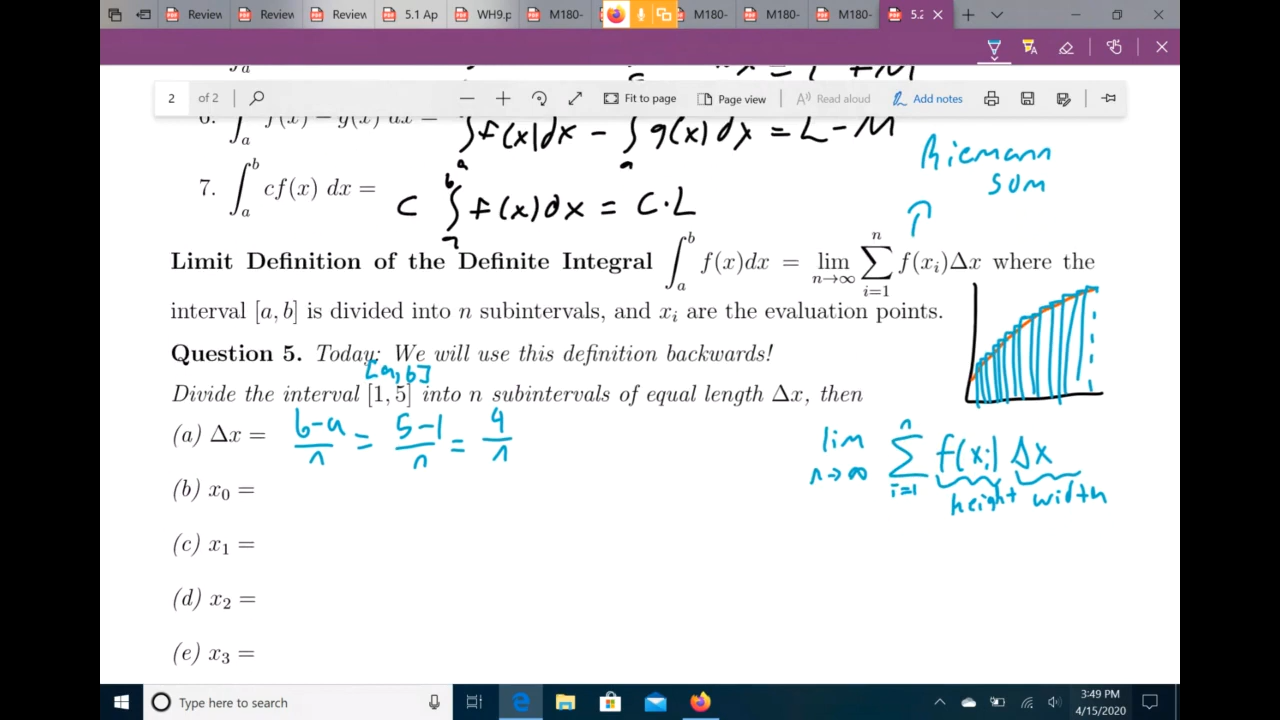 Review Review Review 5.1 Ap WH9.p M180- M180- M180- M180- 5.2
2 of 2 Fit to page Page view Read aloud Add notes
6. ∫_a f(x) − g(x) dx = ∫_a f(x)dx − ∫_a g(x)dx = L − M
Riemann
sum
7. ∫_a^b cf(x) dx = c ∫_a^b f(x)dx = c·L
Limit Definition of the Definite Integral ∫_a^b f(x)dx = lim_{n→∞} ∑_{i=1}^n f(x_i)Δx where the
interval [a, b] is divided into n subintervals, and x_i are the evaluation points.
Question 5. Today: We will use this definition backwards!
[a,b]
Divide the interval [1, 5] into n subintervals of equal length Δx, then
(a) Δx = b-a/n = 5-1/n = 4/n
lim_{n→∞} ∑_{i=1}^n f(x_i) Δx
height width
(b) x_0 =
(c) x_1 =
(d) x_2 =
(e) x_3 =
Type here to search
3:49 PM
4/15/2020